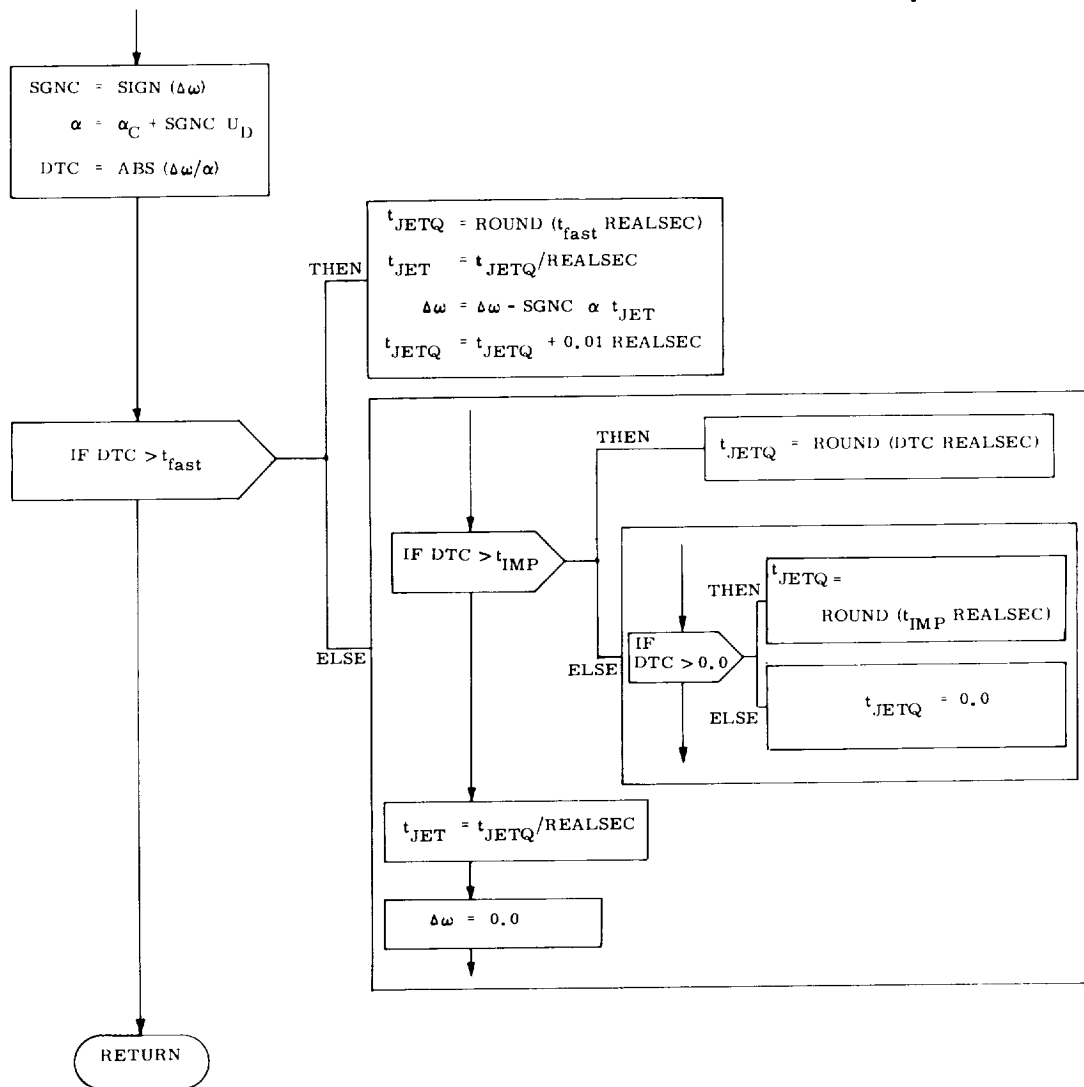 SGNC = SIGN (Δω)
α = α_C + SGNC U_D
DTC = ABS (Δω/α)
IF DTC > t_fast
THEN
t_JETQ = ROUND (t_fast REALSEC)
t_JET = t_JETQ/REALSEC
Δω = Δω - SGNC α t_JET
t_JETQ = t_JETQ + 0.01 REALSEC
ELSE
IF DTC > t_IMP
THEN
t_JETQ = ROUND (DTC REALSEC)
ELSE
IF
DTC > 0.0
THEN
t_JETQ =
ROUND (t_IMP REALSEC)
ELSE
t_JETQ = 0.0
t_JET = t_JETQ/REALSEC
Δω = 0.0
RETURN